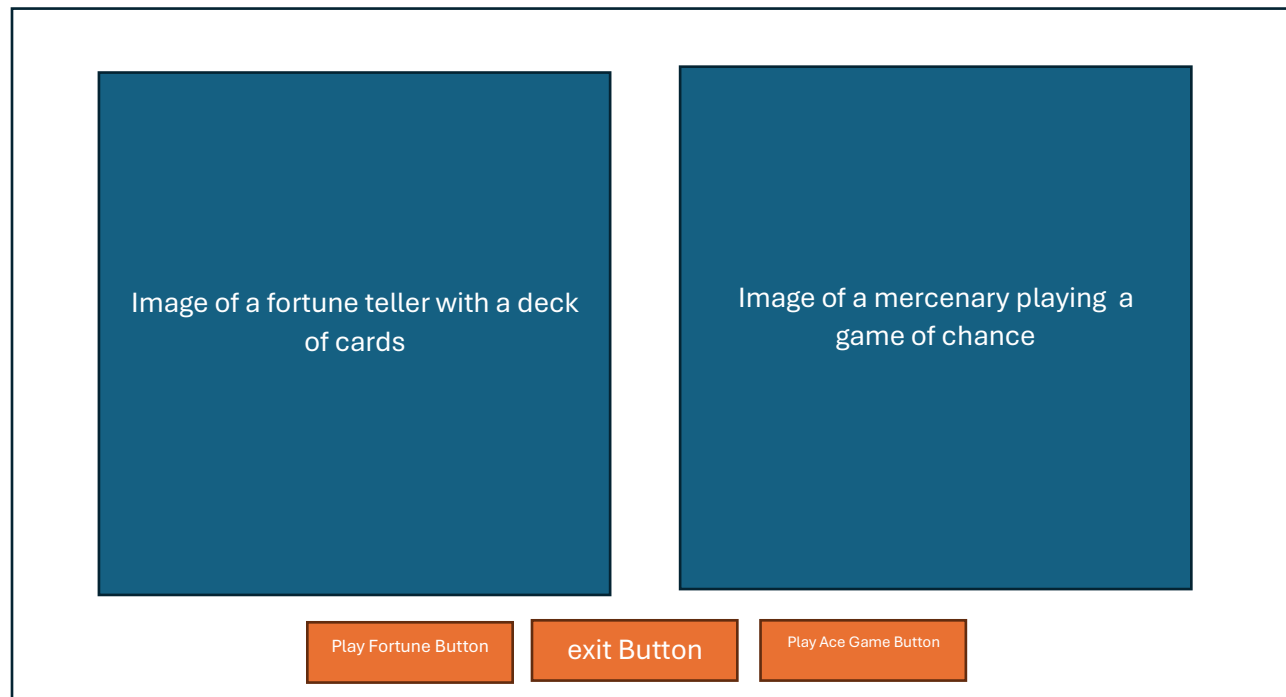 Image of a fortune teller with a deck
of cards
Image of a mercenary playing  a
game of chance
Play Fortune Button
exit Button
Play Ace Game Button